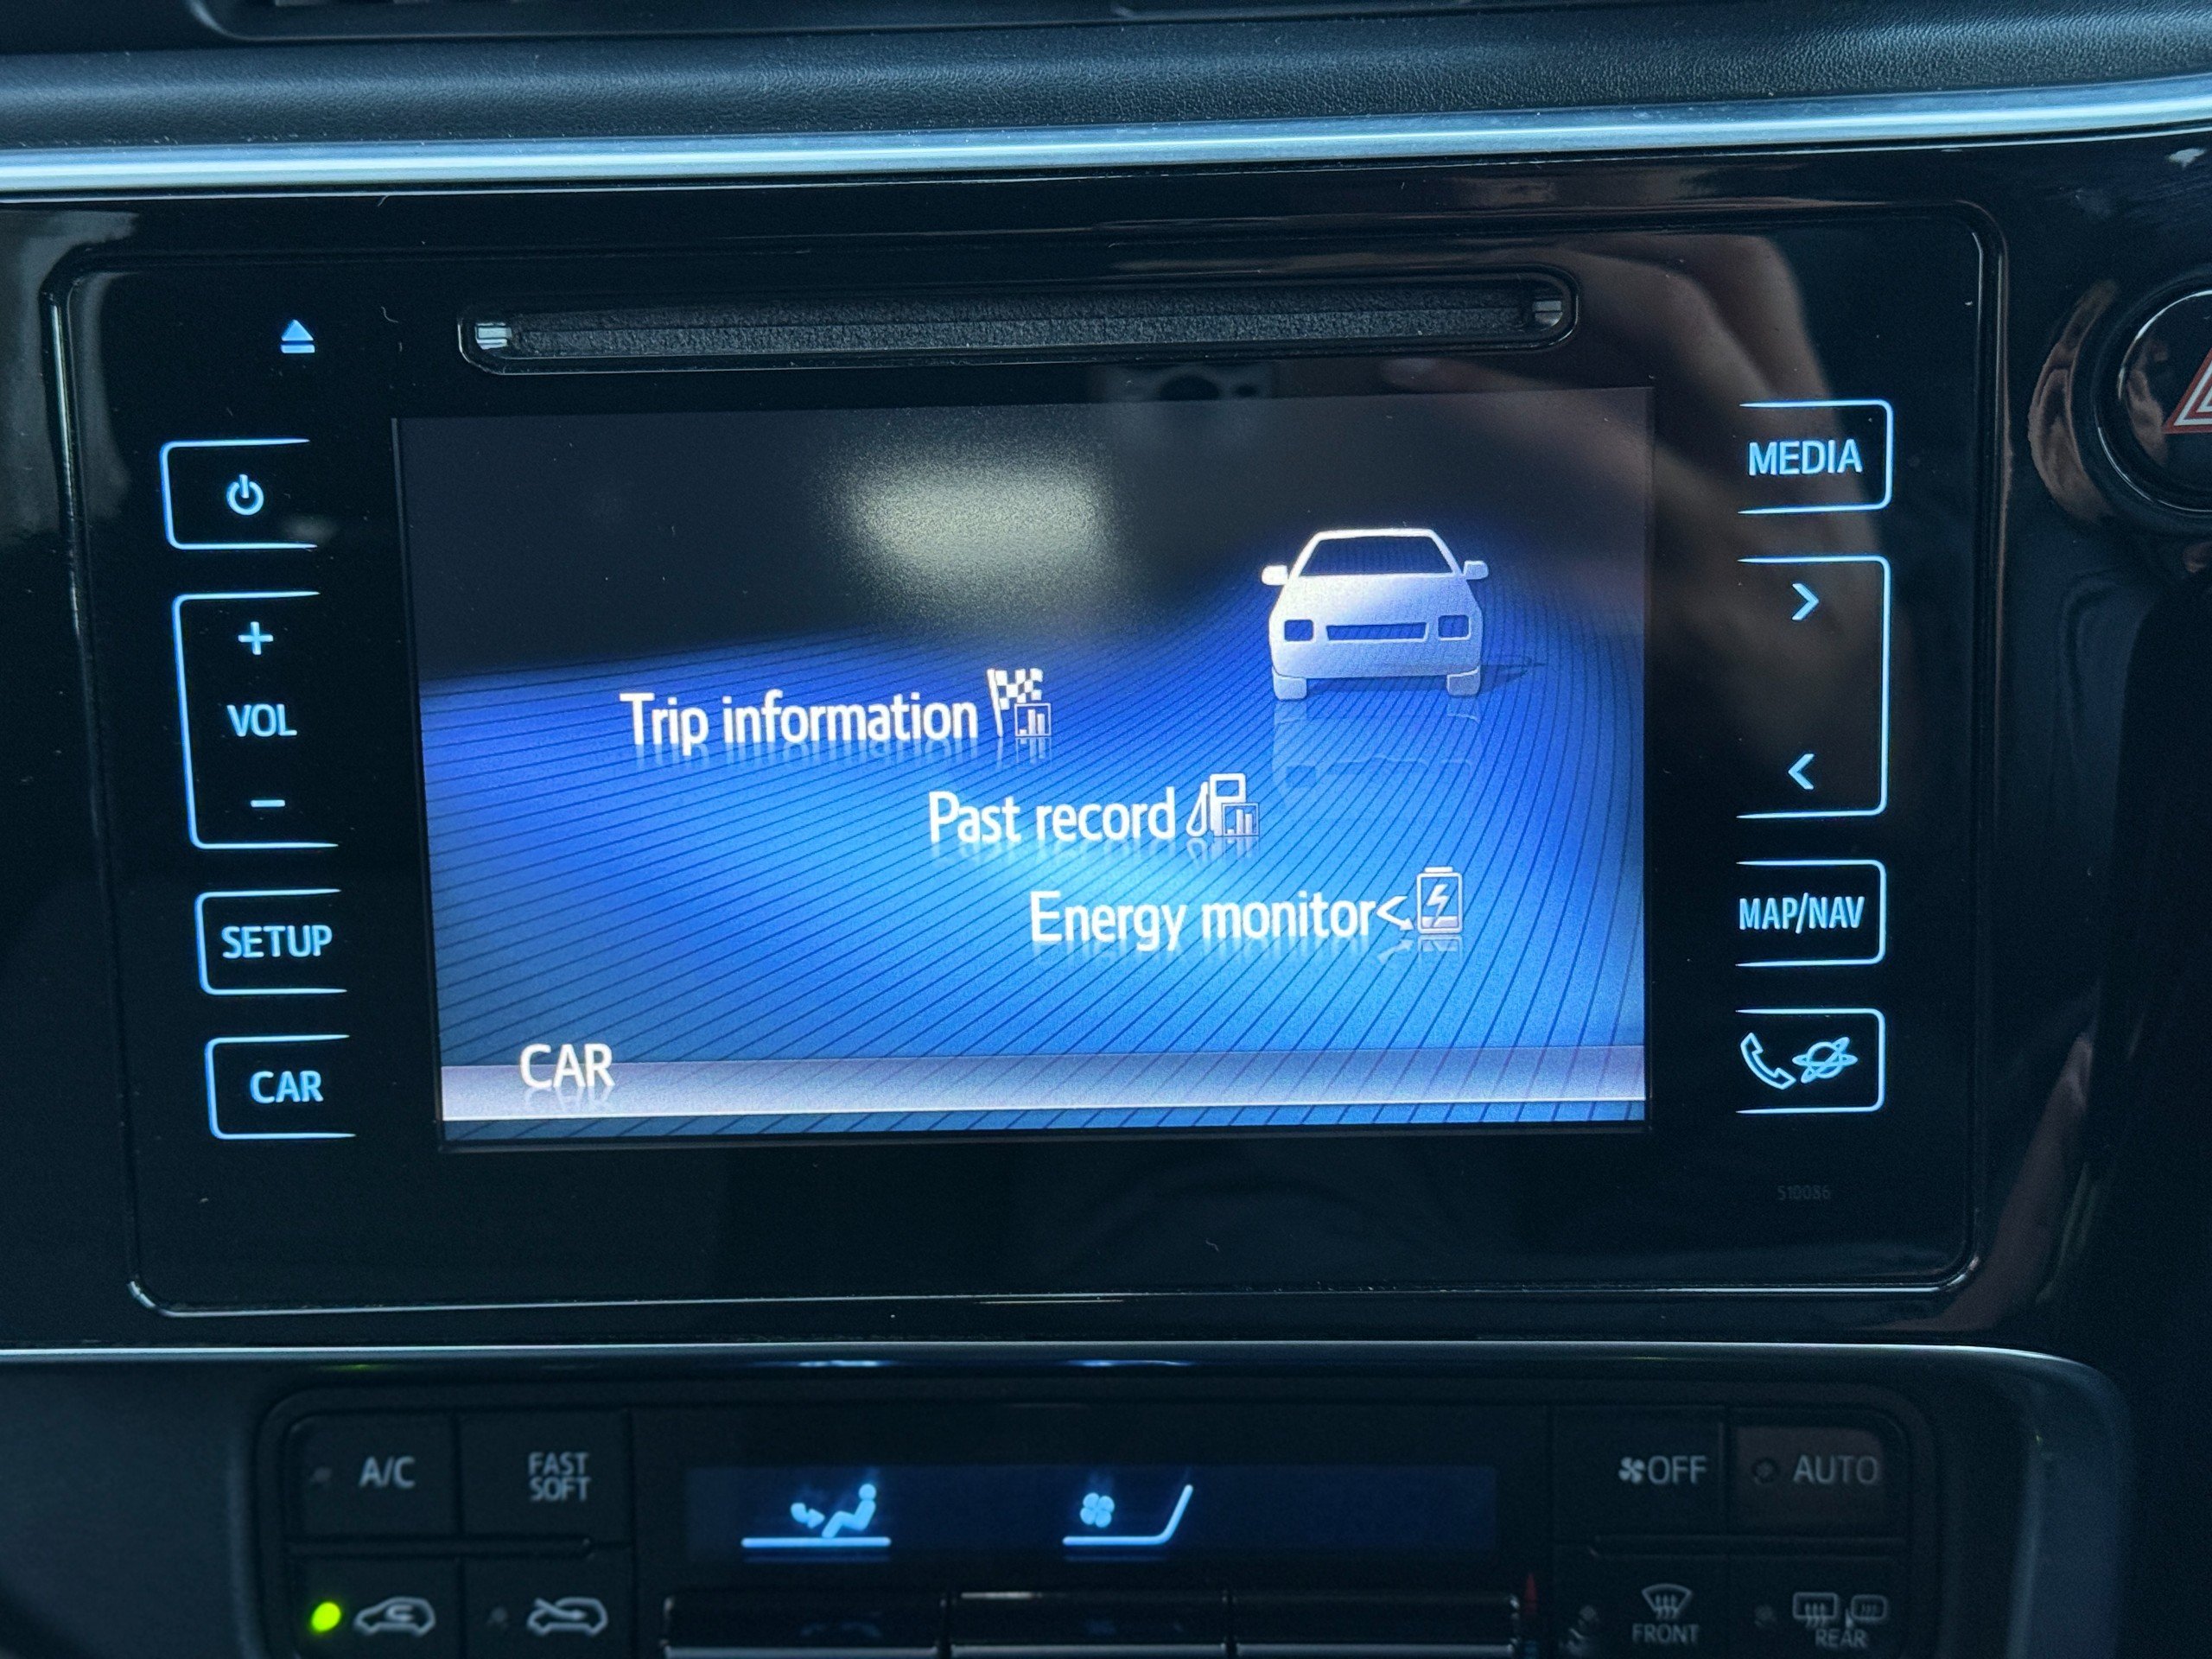 MEDIA
VOL
Trip information
Past record
Energy monitor
SETUP
MAP/NAV
CAR
CAR
510086
A/C
FAST
SOFT
OFF
AUTO
FRONT
REAR